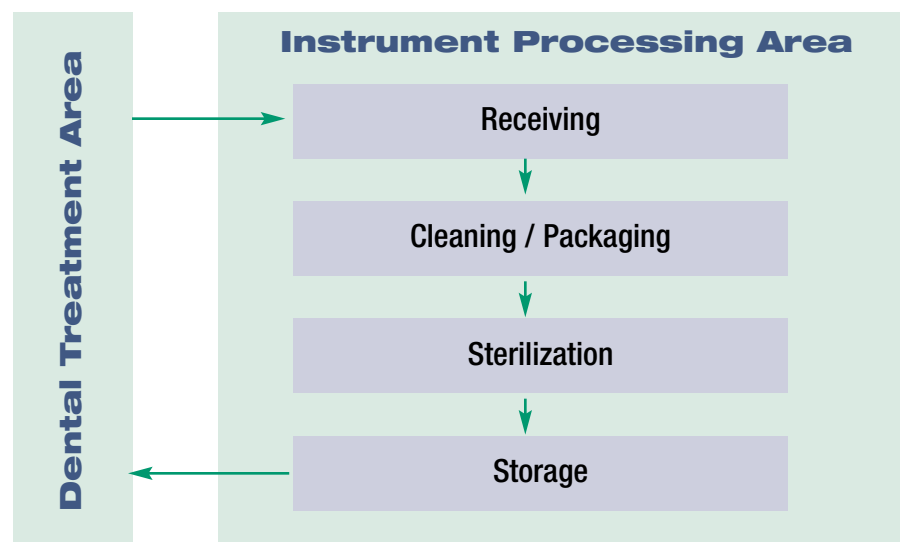 Dental Treatment Area
Instrument Processing Area
Receiving
Cleaning / Packaging
Sterilization
Storage